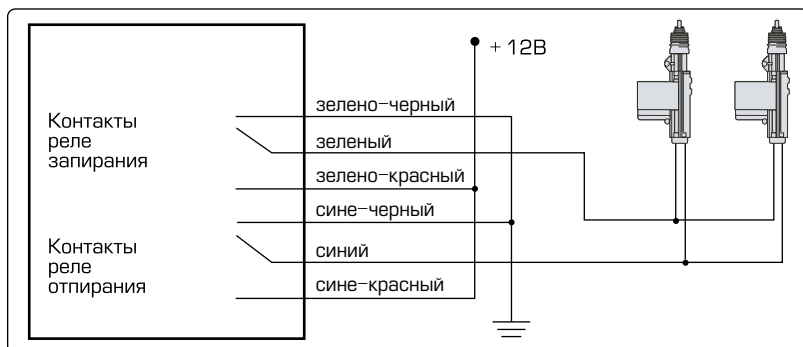 + 12В
зелено-черный
Контакты
реле
запирания
зеленый
зелено-красный
сине-черный
Контакты
реле
отпирания
синий
сине-красный